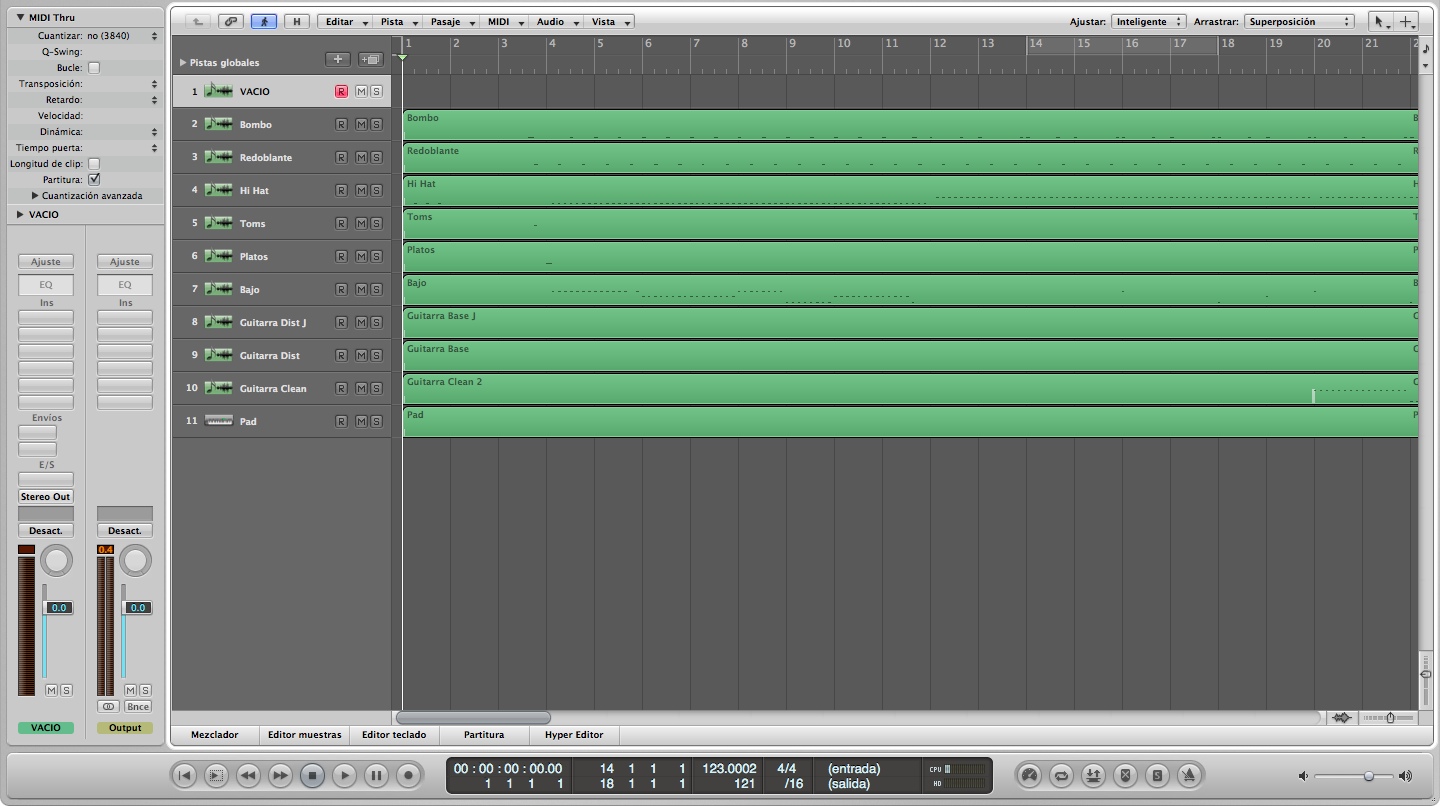 MIDI Thru
Cuantizar: no (3840)
Q-Swing:
Bucle:
Transposición:
Retardo:
Velocidad:
Dinámica:
Tiempo puerta:
Longitud de clip:
Partitura:
Cuantización avanzada
VACIO
Ajuste Ajuste
EQ EQ
Ins Ins
Envíos
E/S
Stereo Out
Desact. Desact.
0.4
0.0 0.0
M S M S
Bnce
VACIO Output
H Editar Pista Pasaje MIDI Audio Vista Ajustar: Inteligente Arrastrar: Superposición
1 2 3 4 5 6 7 8 9 10 11 12 13 14 15 16 17 18 19 20 21
Pistas globales
1 VACIO R M S
2 Bombo R M S Bombo B
3 Redoblante R M S Redoblante R
4 Hi Hat R M S Hi Hat H
5 Toms R M S Toms T
6 Platos R M S Platos P
7 Bajo R M S Bajo B
8 Guitarra Dist J R M S Guitarra Base J
9 Guitarra Dist R M S Guitarra Base
10 Guitarra Clean R M S Guitarra Clean 2
11 Pad R M S Pad P
Mezclador Editor muestras Editor teclado Partitura Hyper Editor
00 : 00 : 00 : 00.00 14 1 1 1 123.0002 4/4 (entrada) CPU
1 1 1 1 18 1 1 1 121 /16 (salida) HD
S